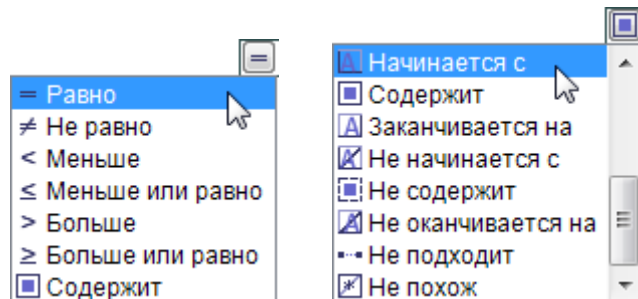 = Равно
≠ Не равно
< Меньше
≤ Меньше или равно
> Больше
≥ Больше или равно
Содержит
Начинается с
Содержит
Заканчивается на
Не начинается с
Не содержит
Не оканчивается на
Не подходит
Не похож